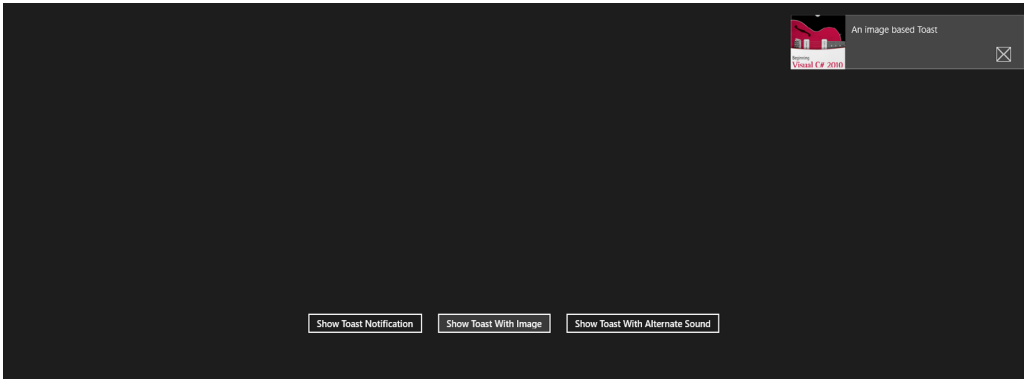 An image based Toast
Beginning
Visual C# 2010
Show Toast Notification
Show Toast With Image
Show Toast With Alternate Sound